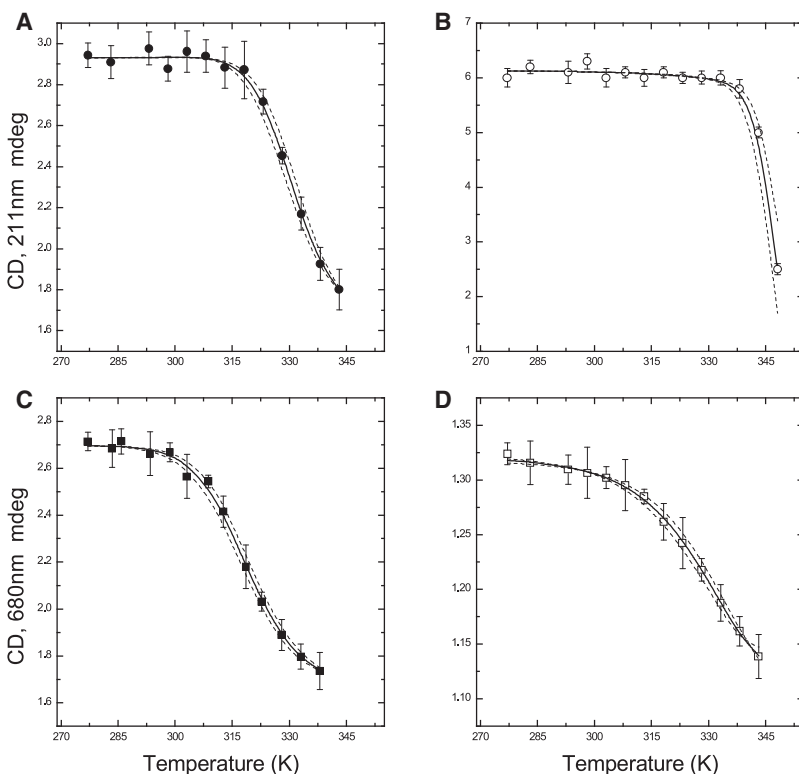 A
B
3.0
2.8
2.6
2.4
2.2
2.0
1.8
1.6
CD, 211nm mdeg
270 285 300 315 330 345
7
6
5
4
3
2
1
270 285 300 315 330 345
C
D
2.8
2.6
2.4
2.2
2.0
1.8
1.6
CD, 680nm mdeg
270 285 300 315 330 345
Temperature (K)
1.35
1.30
1.25
1.20
1.15
1.10
270 285 300 315 330 345
Temperature (K)